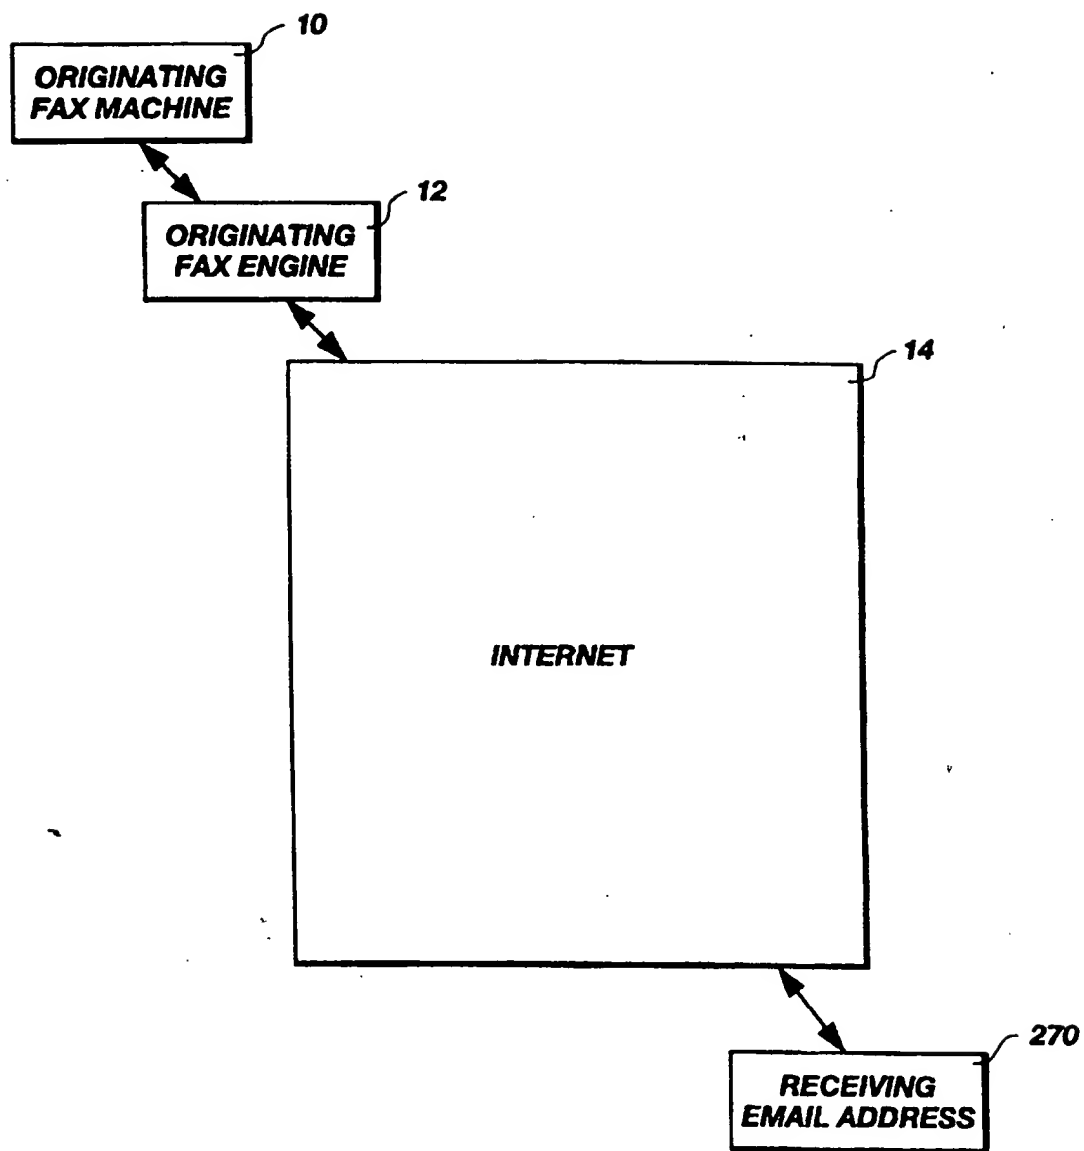 10
ORIGINATING
FAX MACHINE
12
ORIGINATING
FAX ENGINE
14
INTERNET
270
RECEIVING
EMAIL ADDRESS